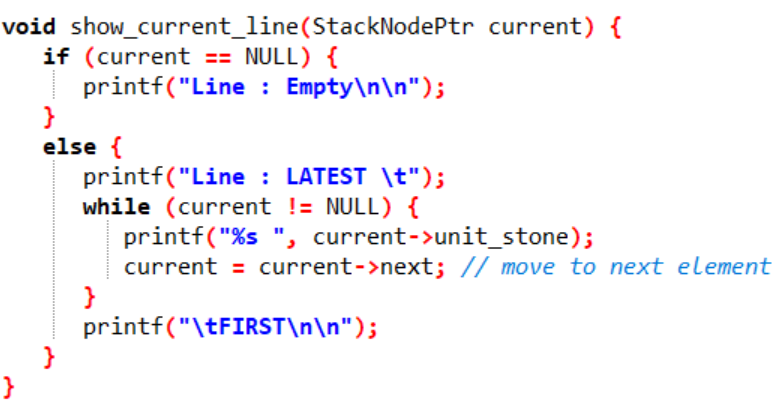 void show_current_line(StackNodePtr current) {
   if (current == NULL) {
      printf("Line : Empty\n\n");
   }
   else {
      printf("Line : LATEST \t");
      while (current != NULL) {
         printf("%s ", current->unit_stone);
         current = current->next; // move to next element
      }
      printf("\tFIRST\n\n");
   }
}